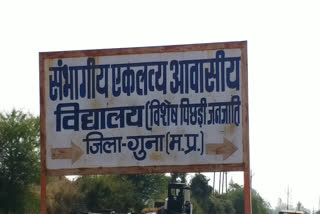 संभागीय एकलव्य आवासीय
विद्यालय (विशेष पिछड़ी जनजाति
जिला-गुना (म.प्र.)